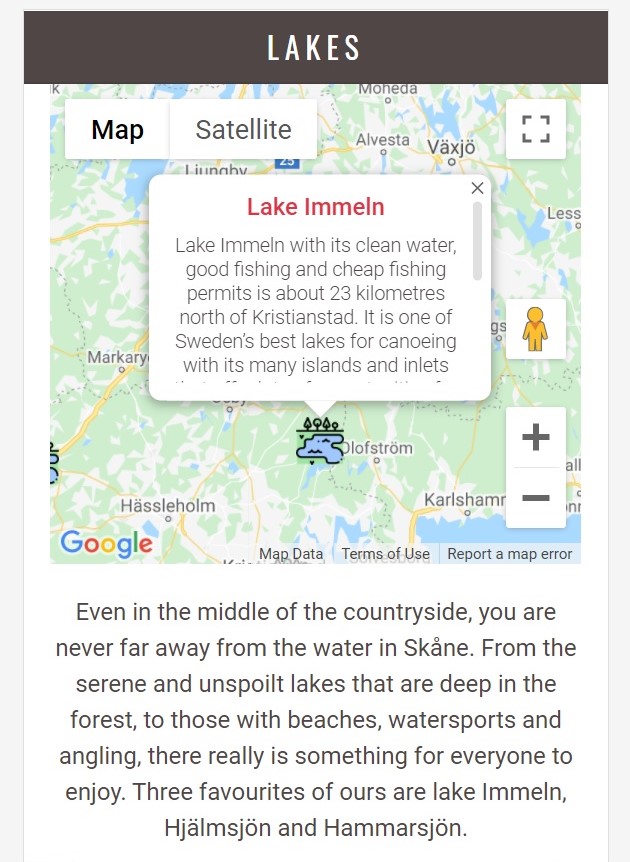 LAKES
Moheda
Map
Satellite
Alvesta
Växjö
Ljungby
25
Less
Lake Immeln
Lake Immeln with its clean water,
good fishing and cheap fishing
permits is about 23 kilometres
north of Kristianstad. It is one of
Sweden's best lakes for canoeing
with its many islands and inlets
Markary
Olofström
Hässleholm
Karlshamn
Google
Map Data
Terms of Use
Report a map error
Even in the middle of the countryside, you are
never far away from the water in Skåne. From the
serene and unspoilt lakes that are deep in the
forest, to those with beaches, watersports and
angling, there really is something for everyone to
enjoy. Three favourites of ours are lake Immeln,
Hjälmsjön and Hammarsjön.